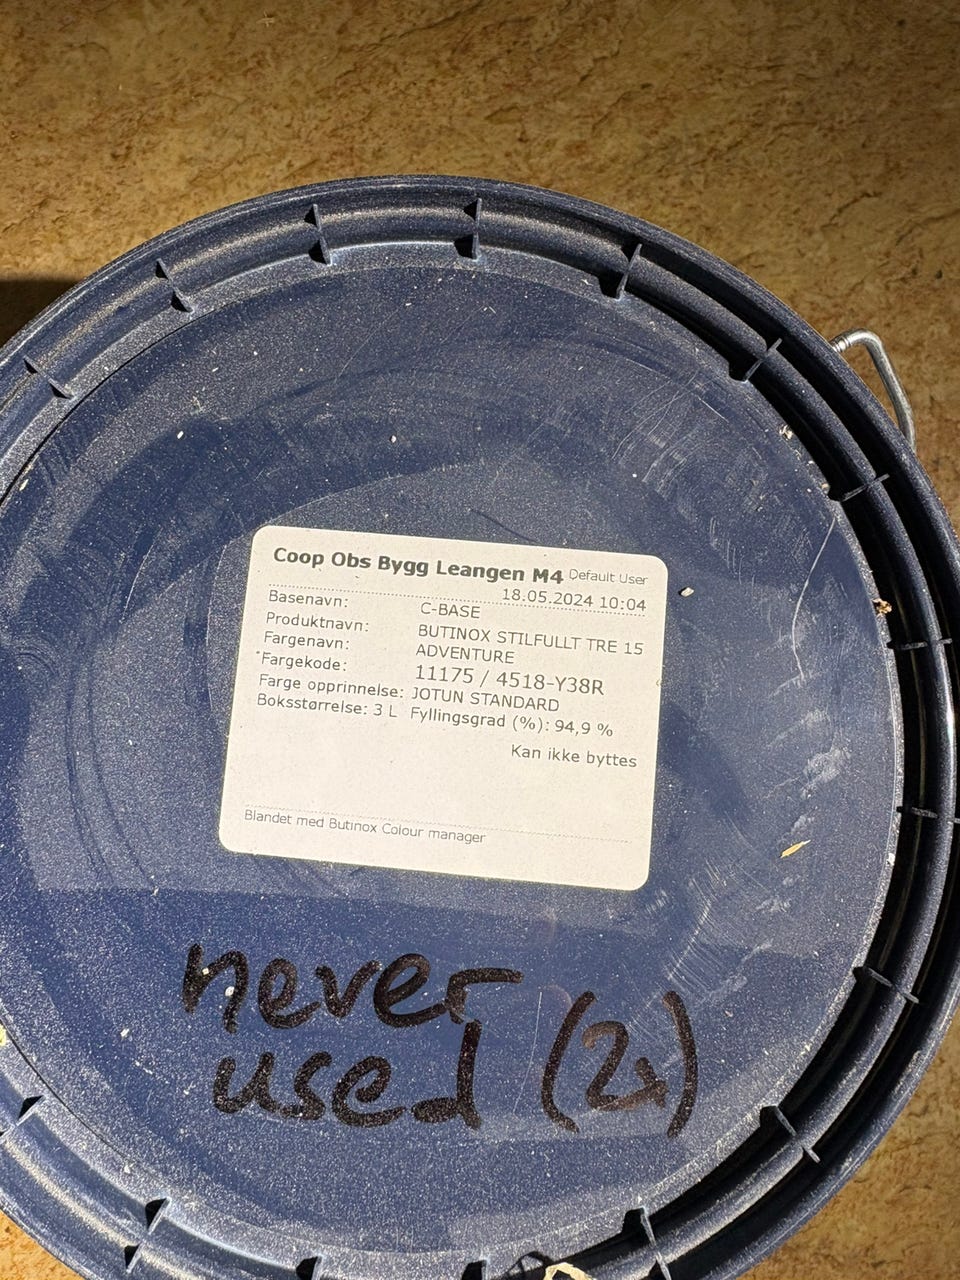 Coop Obs Bygg Leangen M4 Default User
18.05.2024 10:04
Basenavn: C-BASE
Produktnavn: BUTINOX STILFULLT TRE 15
Fargenavn: ADVENTURE
Fargekode: 11175 / 4518-Y38R
Farge opprinnelse: JOTUN STANDARD
Boksstørrelse: 3 L Fyllingsgrad (%): 94,9 %
Kan ikke byttes
Blandet med Butinox Colour manager
never
used (2x)